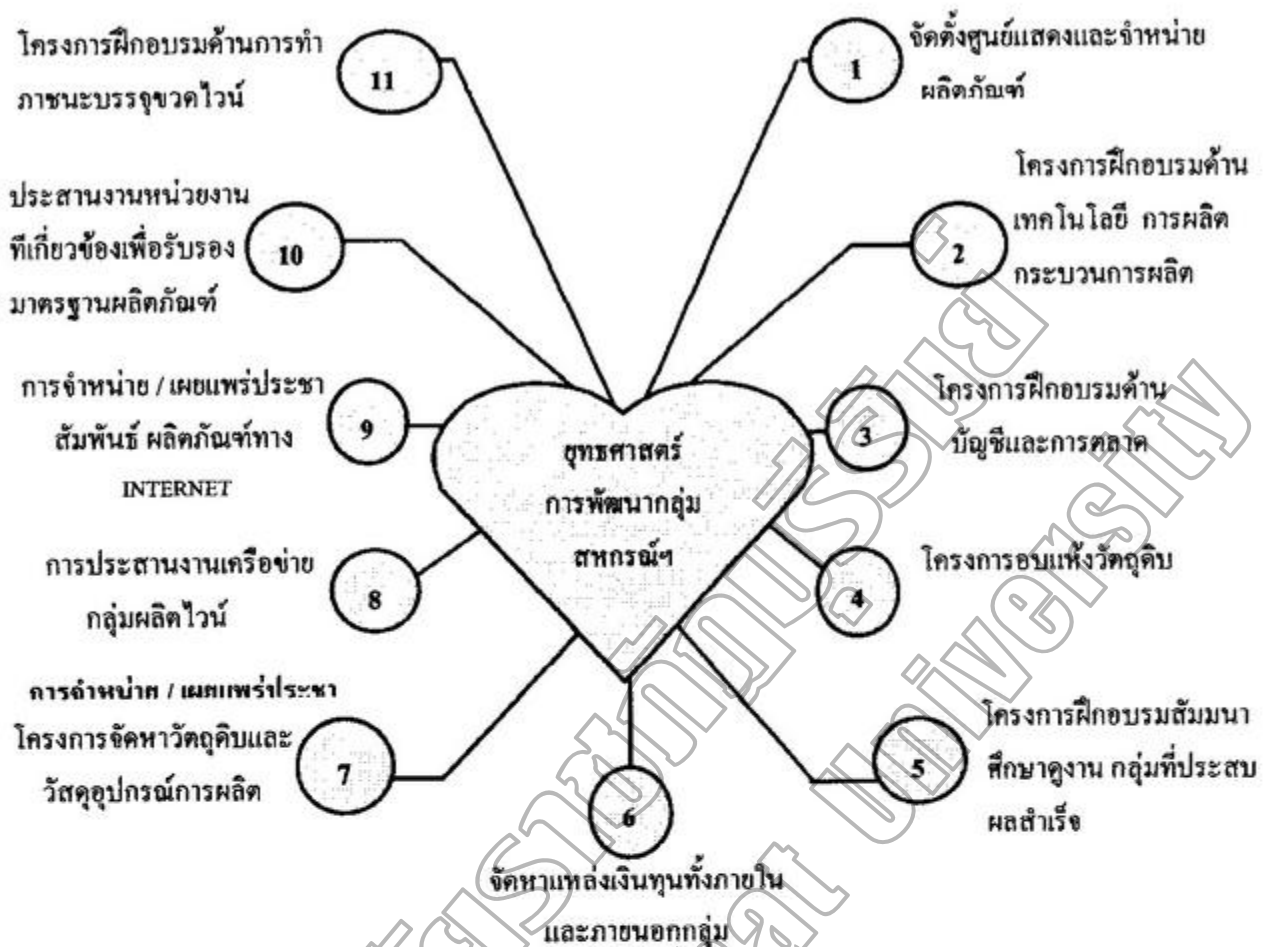 จัดตั้งศูนย์แสดงและจำหน่าย
ผลิตภัณฑ์
1
โครงการฝึกอบรมด้าน
เทคโนโลยี การผลิต
กระบวนการผลิต
2
โครงการฝึกอบรมด้าน
บัญชีและการตลาด
3
โครงการอบแห้งวัตถุดิบ
4
โครงการฝึกอบรมสัมมนา
ศึกษาดูงาน กลุ่มที่ประสบ
ผลสำเร็จ
5
6
จัดหาแหล่งเงินทุนทั้งภายใน
และภายนอกกลุ่ม
การจำหน่าย / เผยแพร่ประชา
โครงการจัดหาวัตถุดิบและ
วัสดุอุปกรณ์การผลิต
7
การประสานงานเครือข่าย
กลุ่มผลิตไวน์
8
การจำหน่าย / เผยแพร่ประชา
สัมพันธ์ ผลิตภัณฑ์ทาง
INTERNET
9
ประสานงานหน่วยงาน
ที่เกี่ยวข้องเพื่อรับรอง
มาตรฐานผลิตภัณฑ์
10
โครงการฝึกอบรมด้านการทำ
ภาชนะบรรจุขวดไวน์
11
ยุทธศาสตร์
การพัฒนากลุ่ม
สหกรณ์ฯ
University